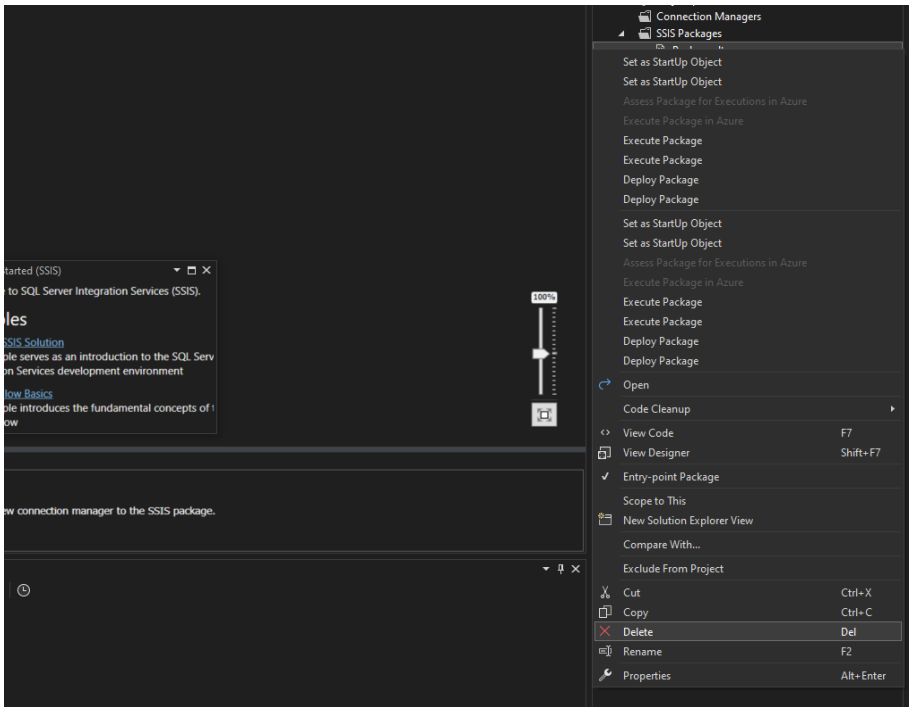 Connection Managers
SSIS Packages
Set as StartUp Object
Set as StartUp Object
Assess Package for Executions in Azure
Execute Package in Azure
Execute Package
Execute Package
Deploy Package
Deploy Package
Set as StartUp Object
Set as StartUp Object
Assess Package for Executions in Azure
Execute Package in Azure
Execute Package
Execute Package
Deploy Package
Deploy Package
Open
Code Cleanup
View Code F7
View Designer Shift+F7
Entry-point Package
Scope to This
New Solution Explorer View
Compare With...
Exclude From Project
Cut Ctrl+X
Copy Ctrl+C
Delete Del
Rename F2
Properties Alt+Enter
tarted (SSIS)
to SQL Server Integration Services (SSIS).
les
SSIS Solution
ple serves as an introduction to the SQL Serv
on Services development environment
low Basics
ple introduces the fundamental concepts of
ow
100%
ew connection manager to the SSIS package.